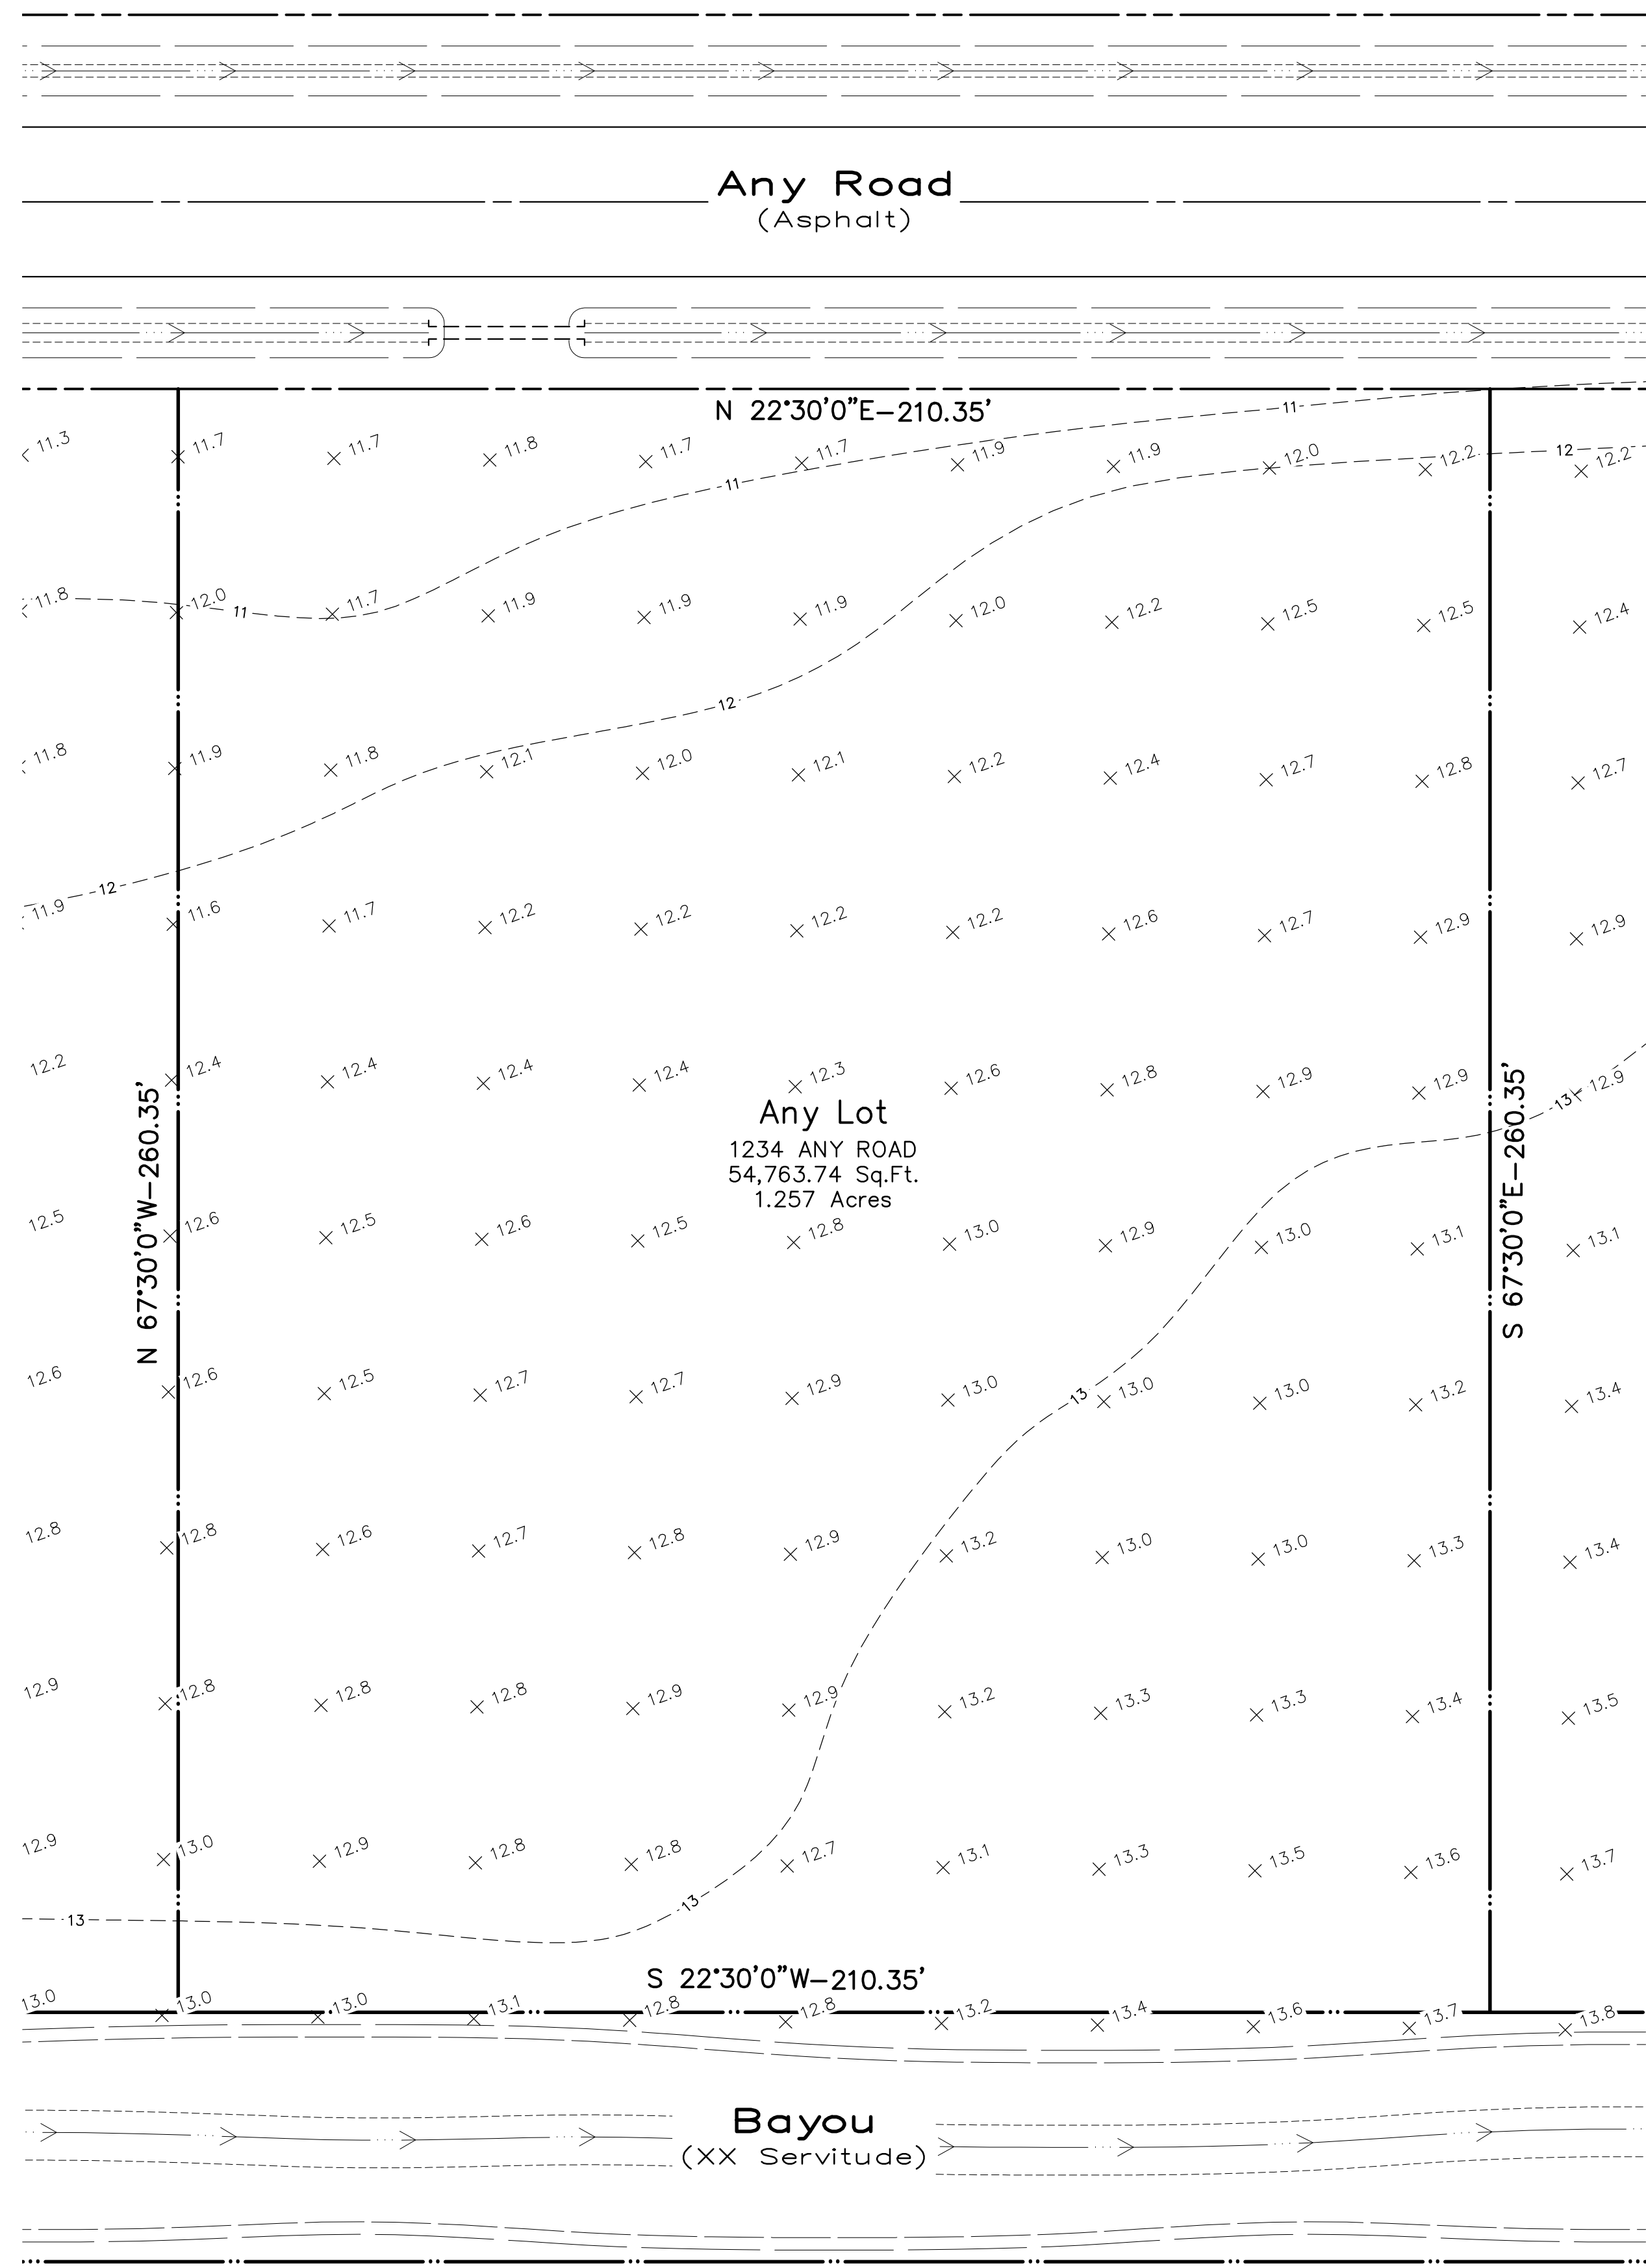 Any Road
(Asphalt)
N 22°30'0"E-210.35'
11
11.3 11.7 11.7 11.8 11.7 11.7 11.9 11.9 12.0 12.2 12.2
12
11
11.8 12.0 11.7 11.9 11.9 11.9 12.0 12.2 12.5 12.5 12.4
11
12
11.8 11.9 11.8 12.1 12.0 12.1 12.2 12.4 12.7 12.8 12.7
12
11.9 11.6 11.7 12.2 12.2 12.2 12.2 12.6 12.7 12.9 12.9
12.2 12.4 12.4 12.4 12.4 12.3 12.6 12.8 12.9 12.9 12.9
13
Any Lot
1234 ANY ROAD
54,763.74 Sq.Ft.
1.257 Acres
N 67°30'0"W-260.35'
S 67°30'0"E-260.35'
12.5 12.6 12.5 12.6 12.5 12.8 13.0 12.9 13.0 13.1 13.1
12.6 12.6 12.5 12.7 12.7 12.9 13.0 13.0 13.0 13.2 13.4
13
12.8 12.8 12.6 12.7 12.8 12.9 13.2 13.0 13.0 13.3 13.4
12.9 12.8 12.8 12.8 12.9 12.9 13.2 13.3 13.3 13.4 13.5
12.9 13.0 12.9 12.8 12.8 12.7 13.1 13.3 13.5 13.6 13.7
13
13
S 22°30'0"W-210.35'
13.0 13.0 13.0 13.1 12.8 12.8 13.2 13.4 13.6 13.7 13.8
Bayou
(XX Servitude)